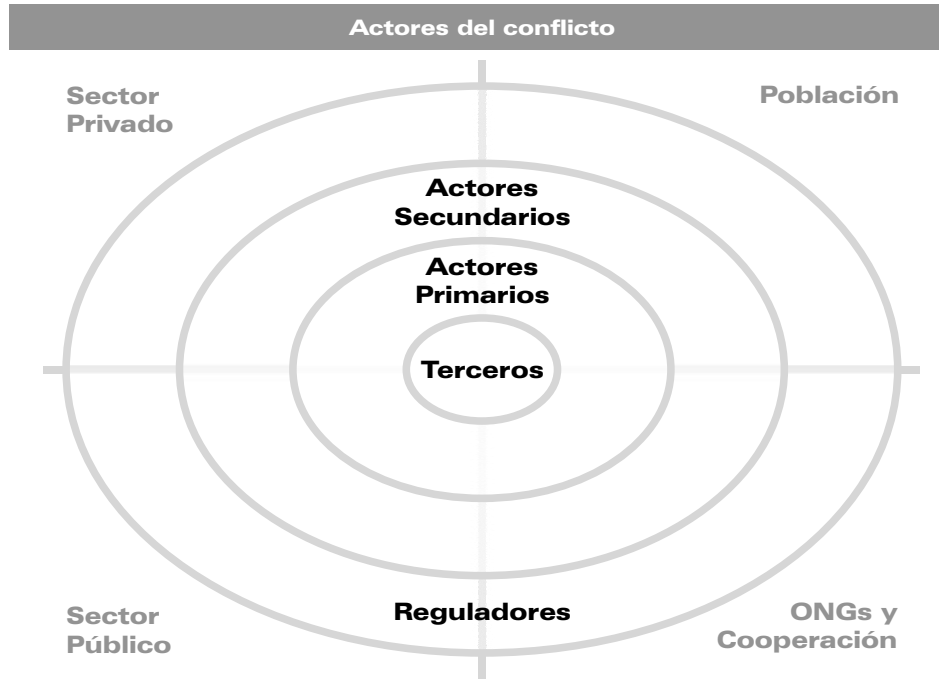 Actores del conflicto
Sector
Privado
Población
Actores
Secundarios
Actores
Primarios
Terceros
Reguladores
Sector
Público
ONGs y
Cooperación